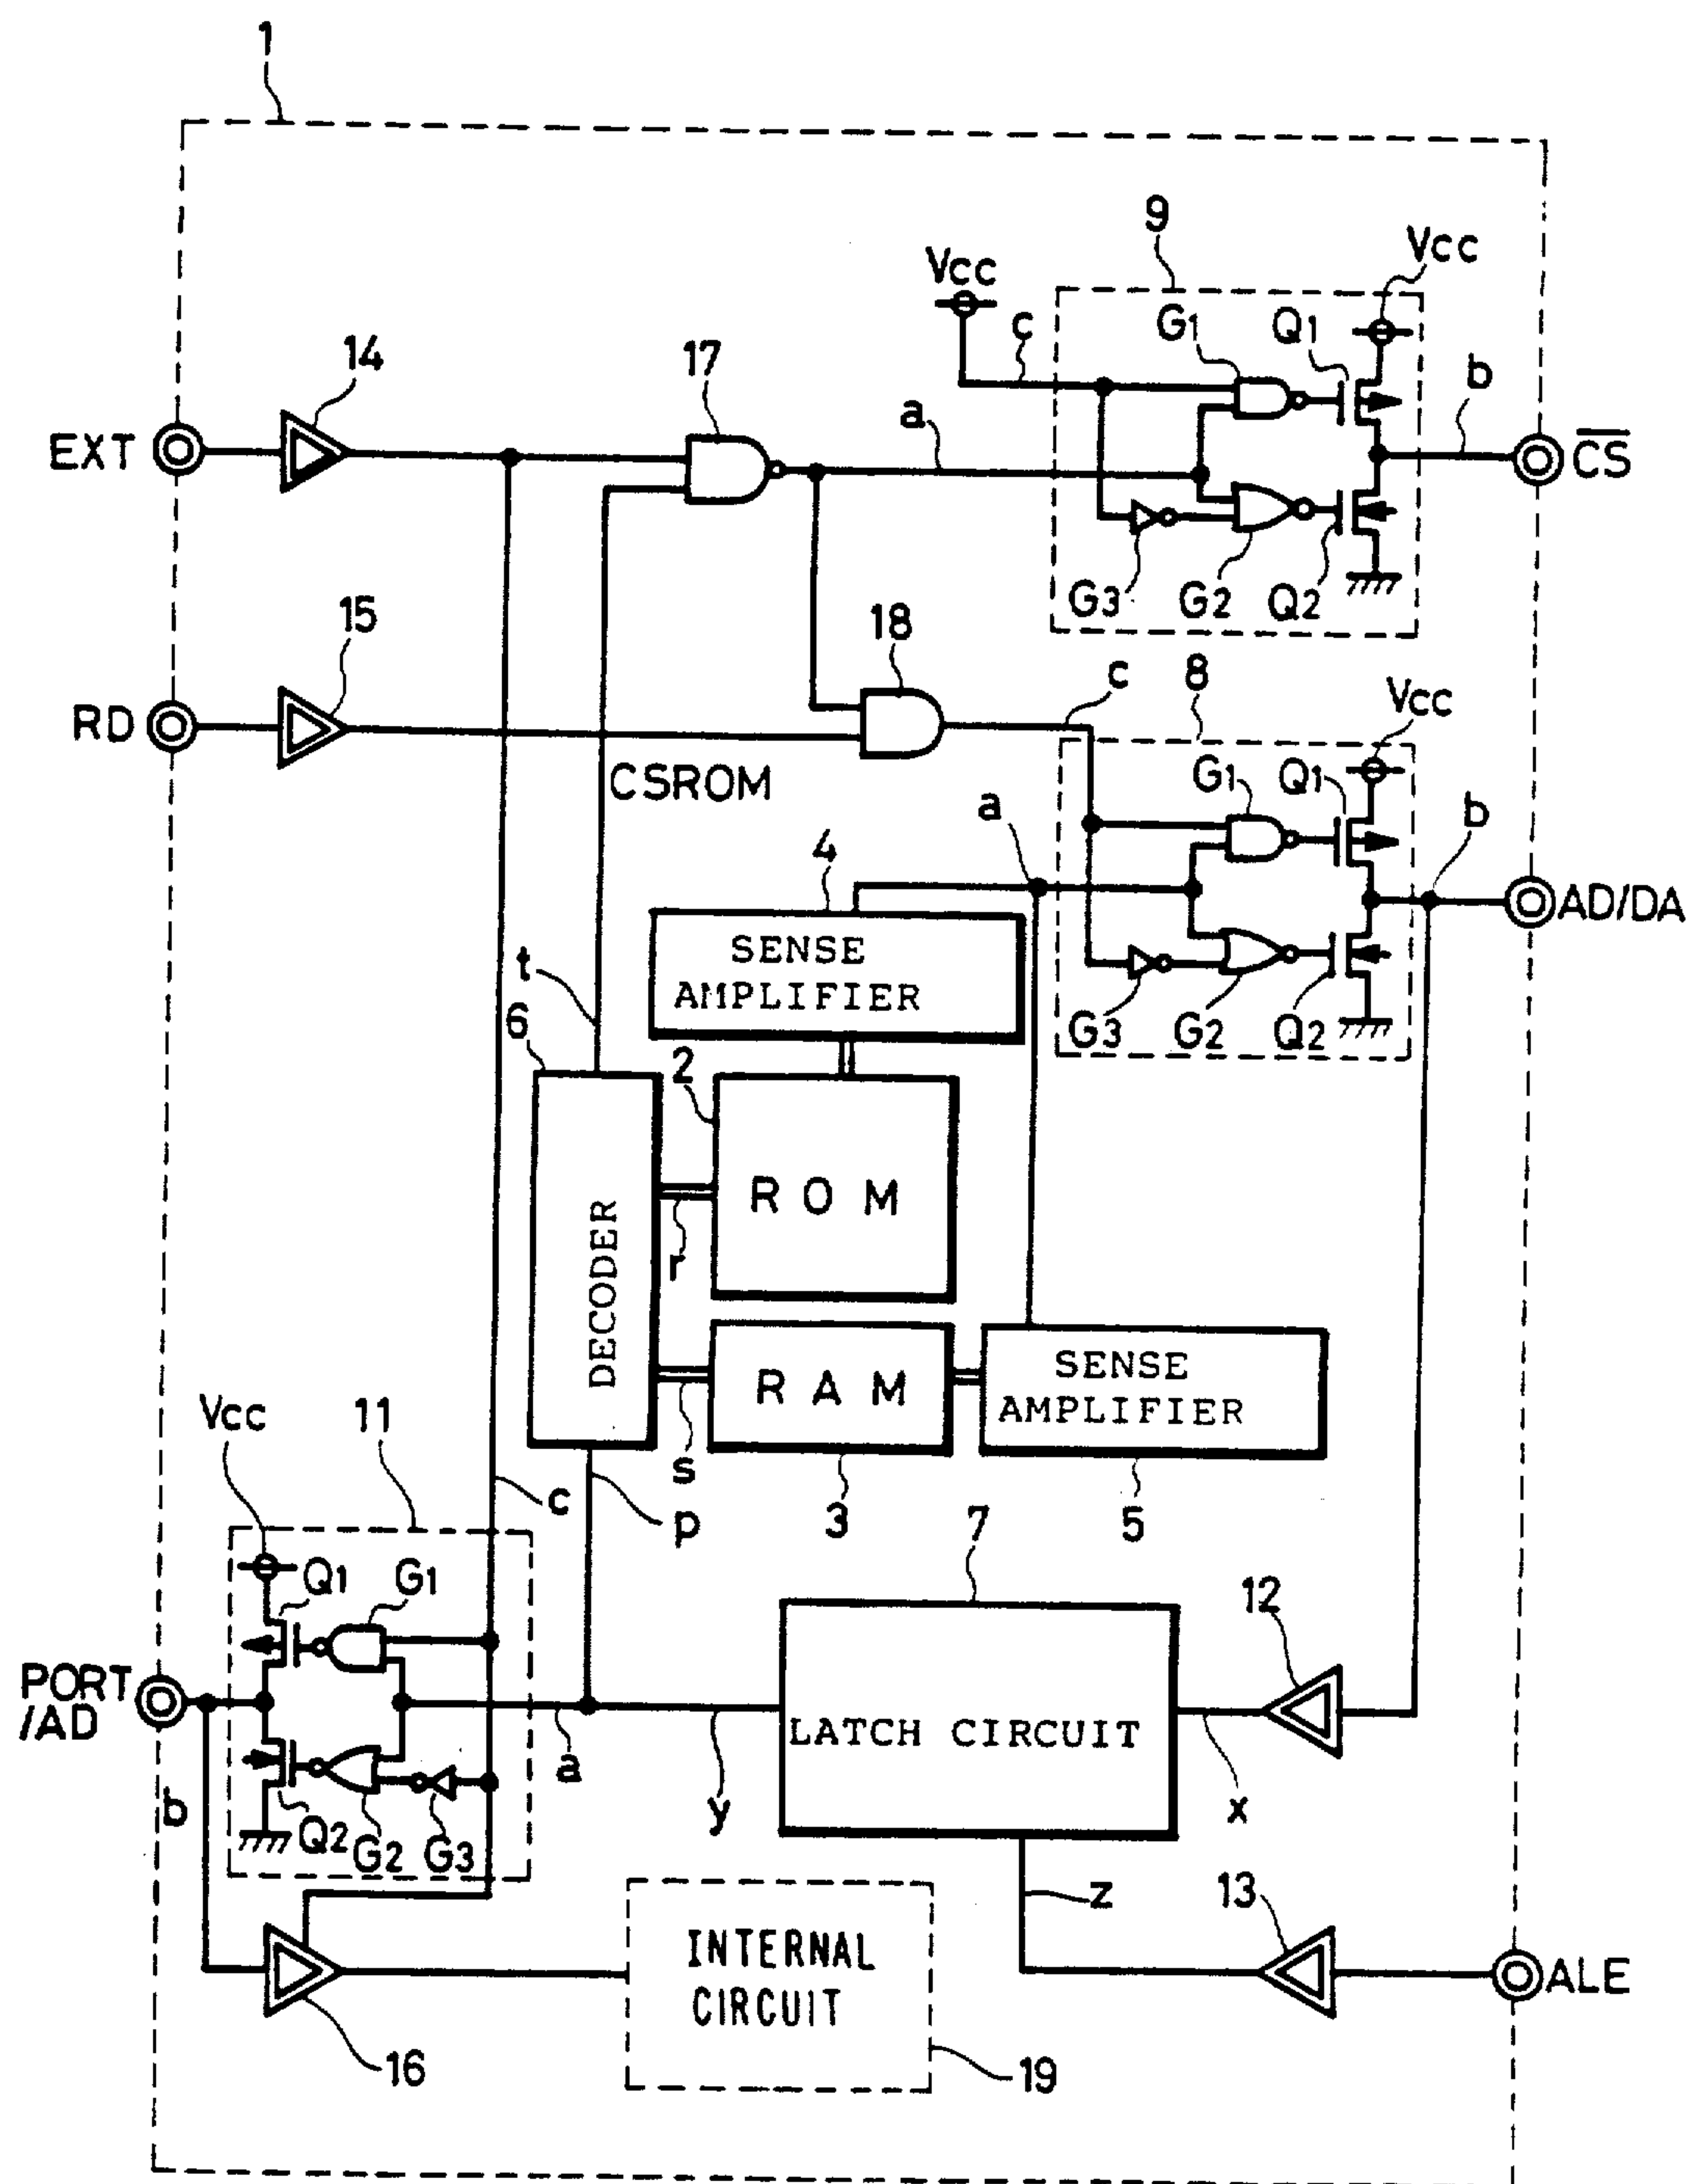 1
9
Vcc
Vcc
G1
Q1
c
b
14
17
a
EXT
CS
G3
G2
Q2
15
18
c
8
Vcc
RD
CSROM
G1
Q1
a
b
4
AD/DA
SENSE
AMPLIFIER
t
6
G3
G2
Q2
2
ROM
DECODER
r
RAM
SENSE
AMPLIFIER
Vcc
11
s
c
p
3
7
5
Q1
G1
12
PORT
/AD
LATCH CIRCUIT
a
b
y
x
Q2
G2
G3
z
13
INTERNAL
CIRCUIT
ALE
16
19